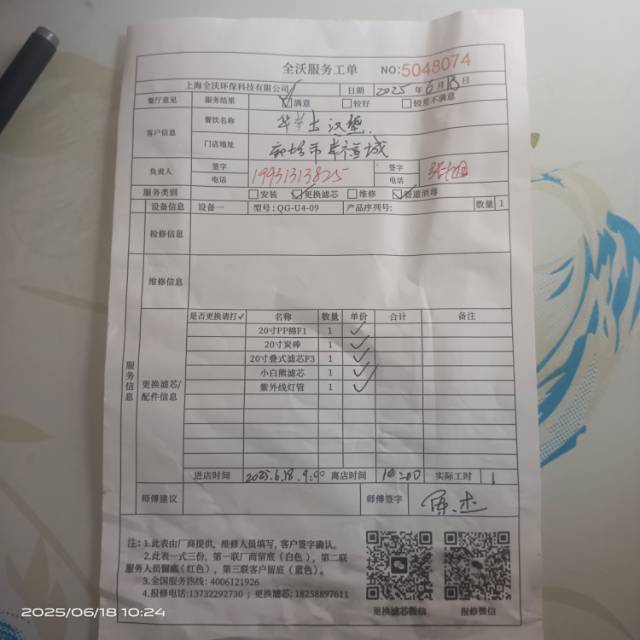 全沃服务工单 NO:5048074
上海全沃环保科技有限公司 日期 2025 年 6 月 18 日
餐厅意见 服务结果 ☑满意 □较好 □较差不满意
客户信息 餐饮名称 华莱士汉堡
门店地址
负责人 签字 签字
电话 19931313825 电话
服务类别 □安装 ☑更换滤芯 □维修 ☑管道消毒
设备信息 设备一 型号:QG-U4-09 产品序列号: 数量 1
检修信息
维修信息
服务信息
更换滤芯/配件信息
是否更换请打✓ 名称 数量 单价 合计 备注
20寸PP棉F1 1 ✓
20寸炭棒 1 ✓
20寸叠式滤芯F3 1 ✓
小白熊滤芯 1 ✓
紫外线灯管 1 ✓
进店时间 2025.6.18. 9:00 离店时间 10:20 实际工时 1
师傅建议 师傅签字
注:1.此表由厂商提供,维修人员填写,客户签字确认。
2.此表一式三份,第一联厂商留底(白色),第二联
服务人员留底(红色),第三联客户留底(蓝色)。
3.全国服务热线:4006121926
4.报修电话:13732292730 ; 更换滤芯:18258897611
更换滤芯微信 报修微信
2025/06/18 10:24